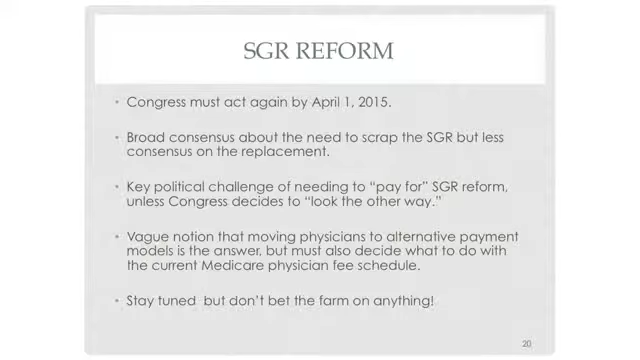 SGR REFORM
• Congress must act again by April 1, 2015.
• Broad consensus about the need to scrap the SGR but less
consensus on the replacement.
• Key political challenge of needing to “pay for” SGR reform,
unless Congress decides to “look the other way.”
• Vague notion that moving physicians to alternative payment
models is the answer, but must also decide what to do with
the current Medicare physician fee schedule.
• Stay tuned but don’t bet the farm on anything!
20